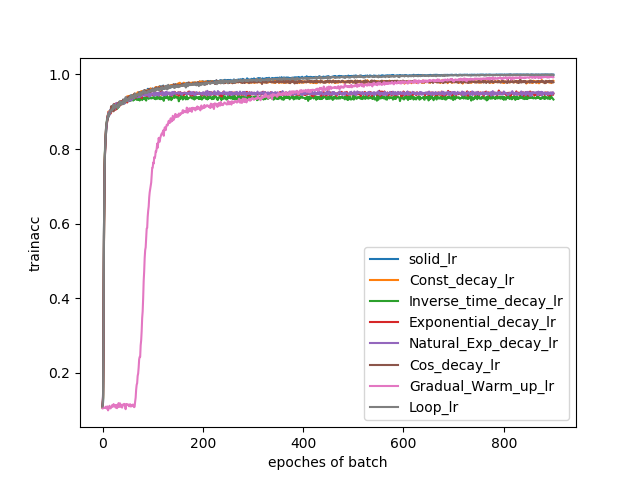 1.0
0.8
0.6
0.4
0.2
trainacc
solid_lr
Const_decay_lr
Inverse_time_decay_lr
Exponential_decay_lr
Natural_Exp_decay_lr
Cos_decay_lr
Gradual_Warm_up_lr
Loop_lr
0 200 400 600 800
epoches of batch